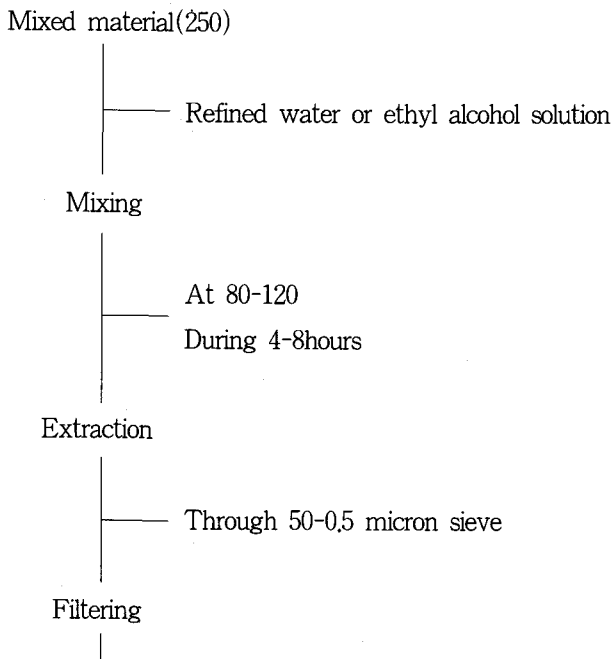 Mixed material(250)
Refined water or ethyl alcohol solution
Mixing
At 80-120
During 4-8hours
Extraction
Through 50-0.5 micron sieve
Filtering